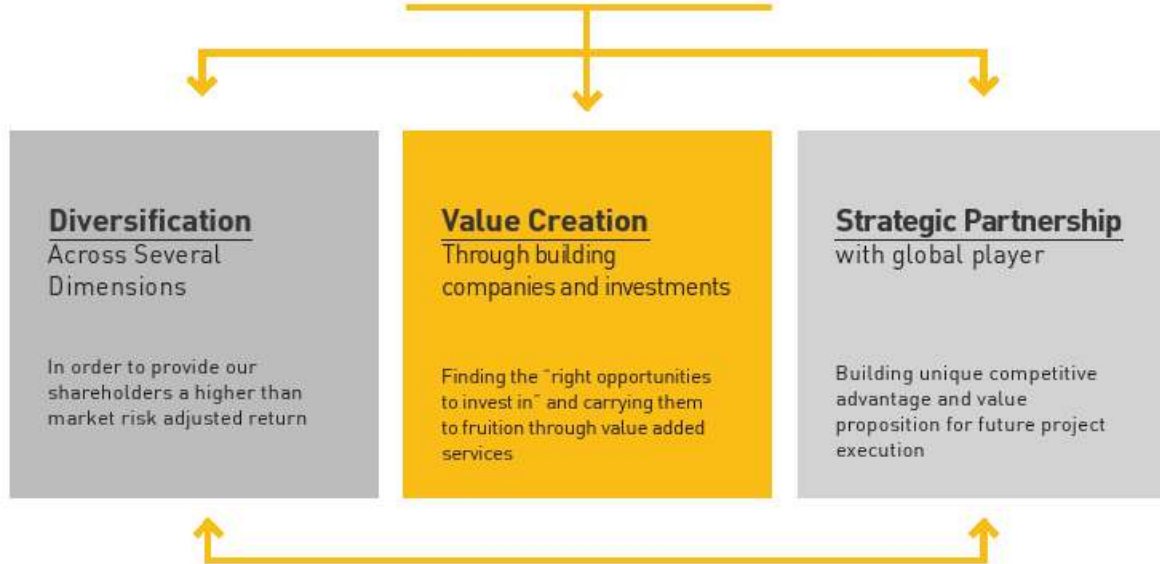 Diversification
Across Several
Dimensions
In order to provide our
shareholders a higher than
market risk adjusted return
Value Creation
Through building
companies and investments
Finding the “right opportunities
to invest in” and carrying them
to fruition through value added
services
Strategic Partnership
with global player
Building unique competitive
advantage and value
proposition for future project
execution